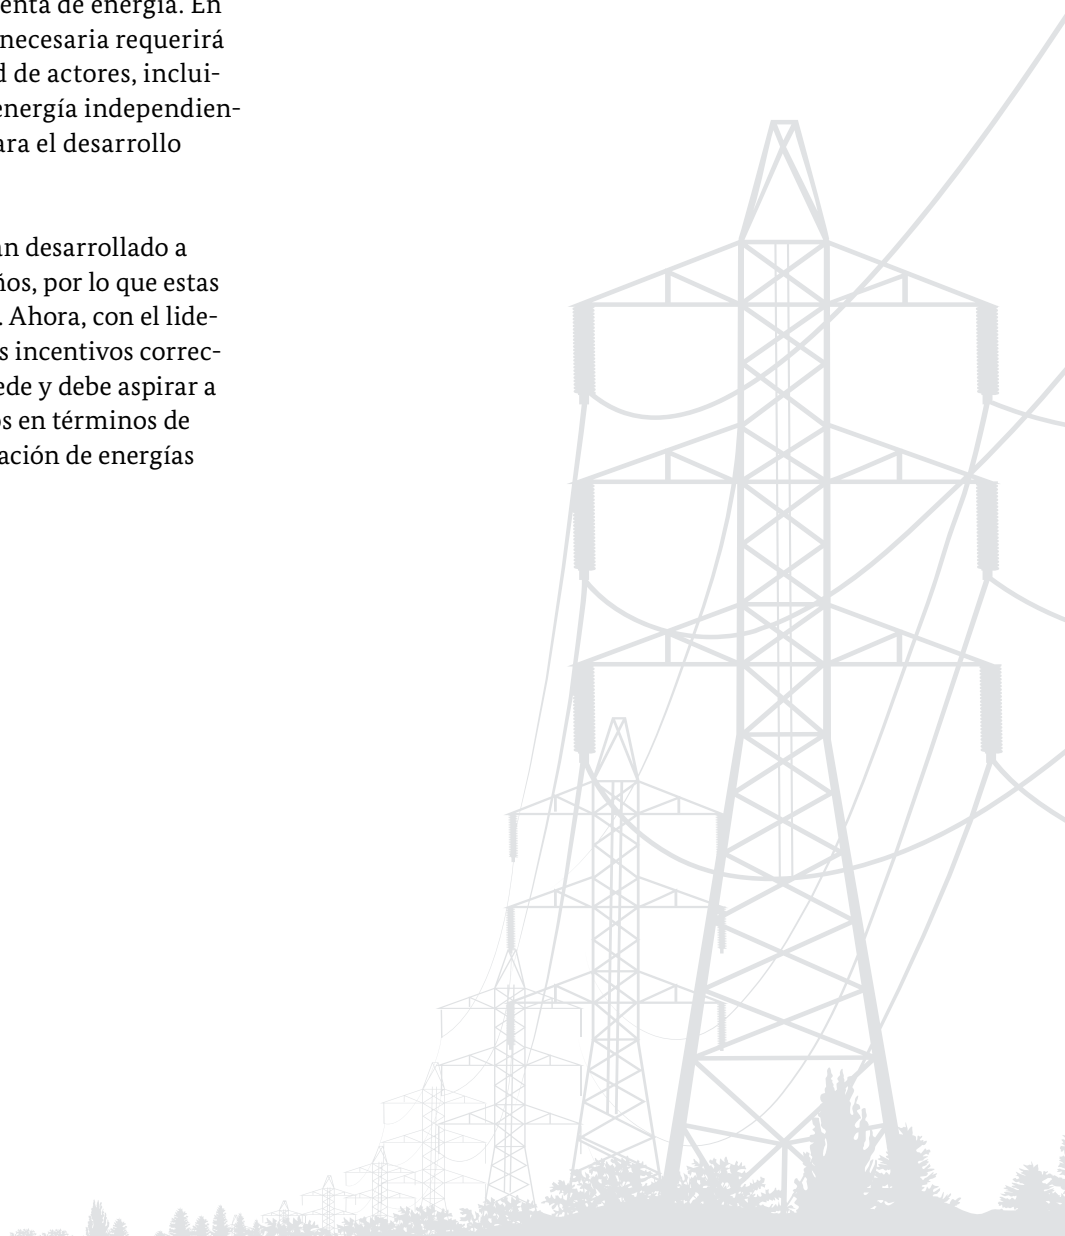 enta de energía. En
necesaria requerirá
d de actores, inclui-
energía independien-
ara el desarrollo
an desarrollado a
ños, por lo que estas
. Ahora, con el lide-
s incentivos correc-
ede y debe aspirar a
os en términos de
ación de energías